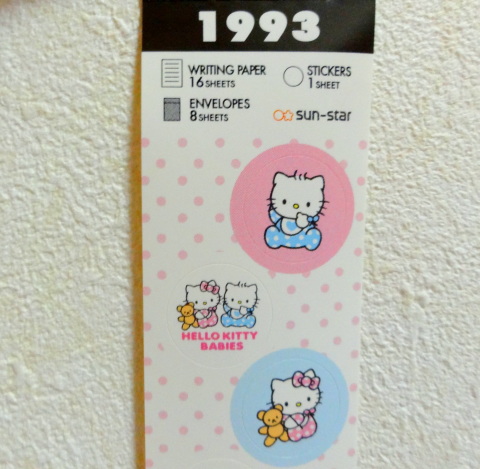 1993
WRITING PAPER
16 SHEETS
STICKERS
1 SHEET
ENVELOPES
8 SHEETS
sun-star
HELLO KITTY
BABIES